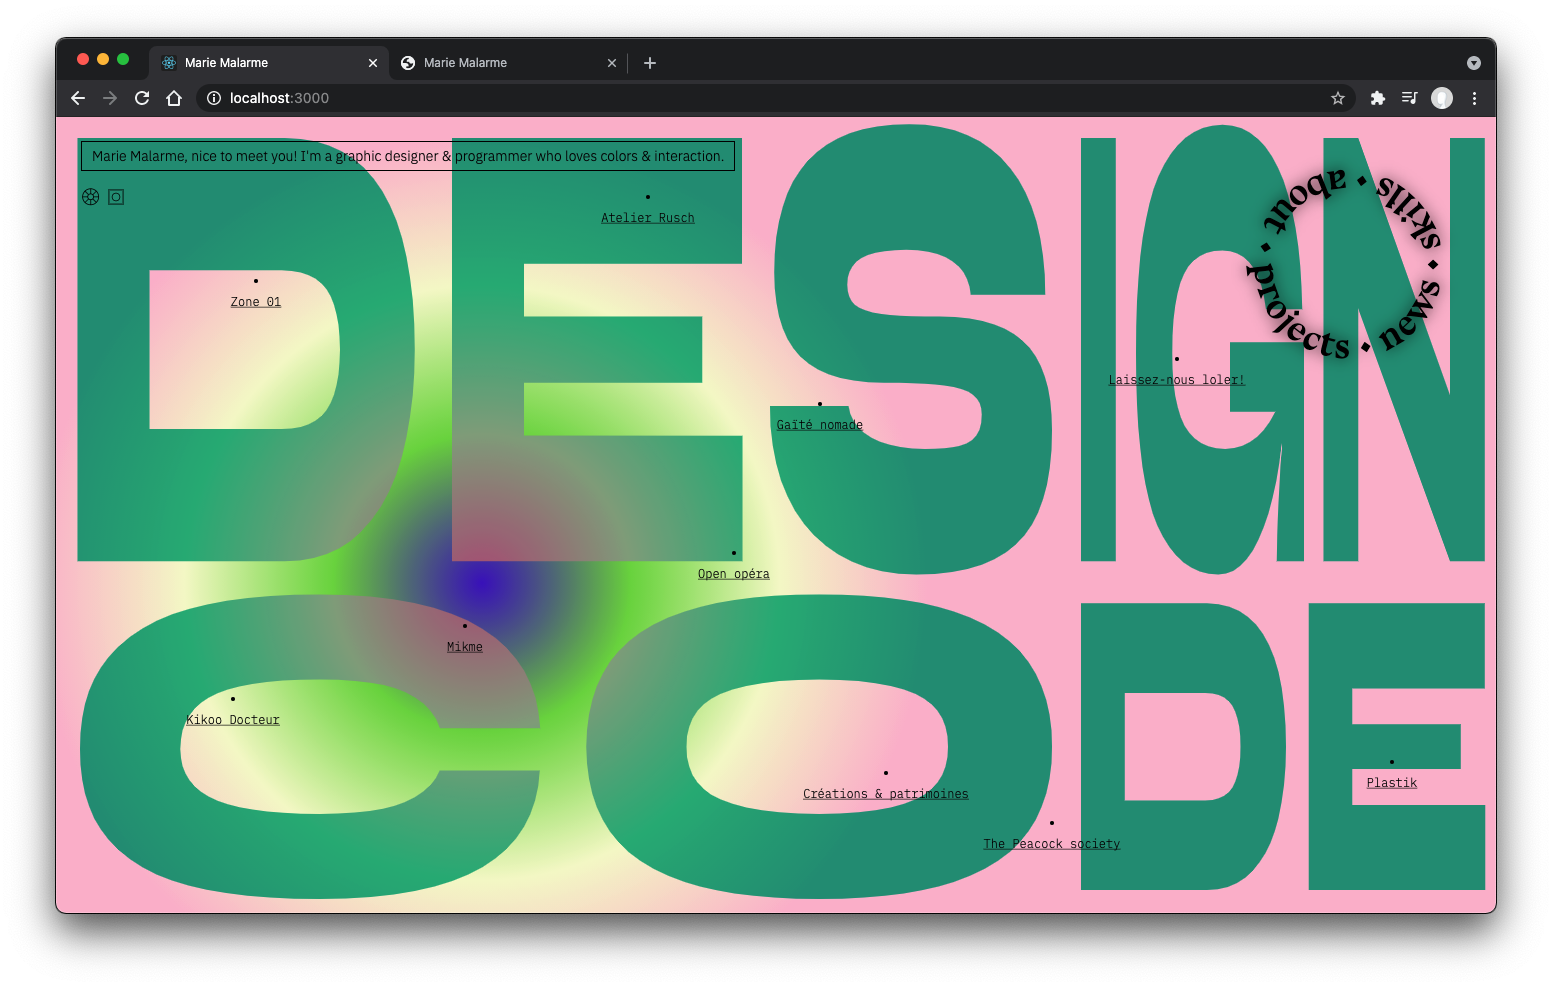 Marie Malarme
Marie Malarme
localhost:3000
Marie Malarme, nice to meet you! I'm a graphic designer & programmer who loves colors & interaction.
DESIGN
about · skills · news · projects ·
Atelier Rusch
Zone 01
Laissez-nous loler!
Gaïté nomade
Open opéra
CODE
Mikme
Kikoo Docteur
Créations & patrimoines
Plastik
The Peacock society